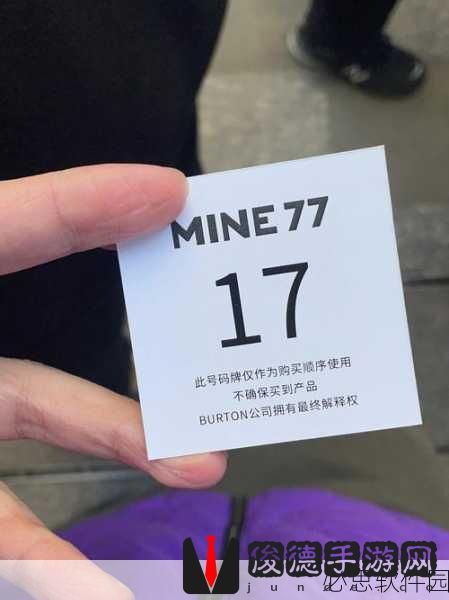 MINE 77
17
此号码牌仅作为购买顺序使用
不确保买到产品
BURTON公司拥有最终解释权
俊德手游网
必思软件园